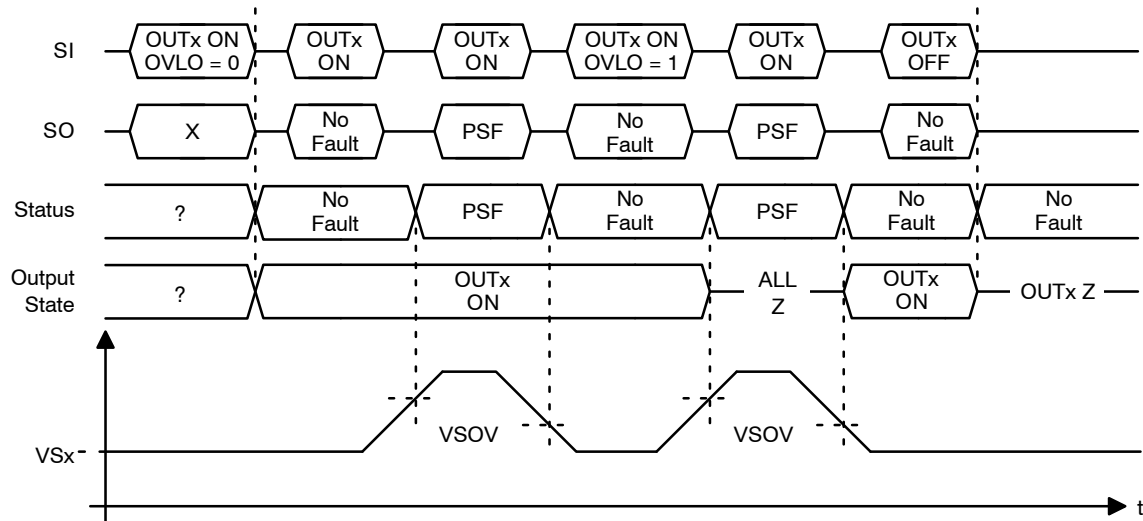 SI
OUTx ON
OVLO = 0
OUTx
ON
OUTx
ON
OUTx ON
OVLO = 1
OUTx
ON
OUTx
OFF
SO
X
No
Fault
PSF
No
Fault
PSF
No
Fault
Status
?
No
Fault
PSF
No
Fault
PSF
No
Fault
No
Fault
Output
State
?
OUTx
ON
ALL
Z
OUTx
ON
OUTx Z
VSOV
VSOV
VSx
t